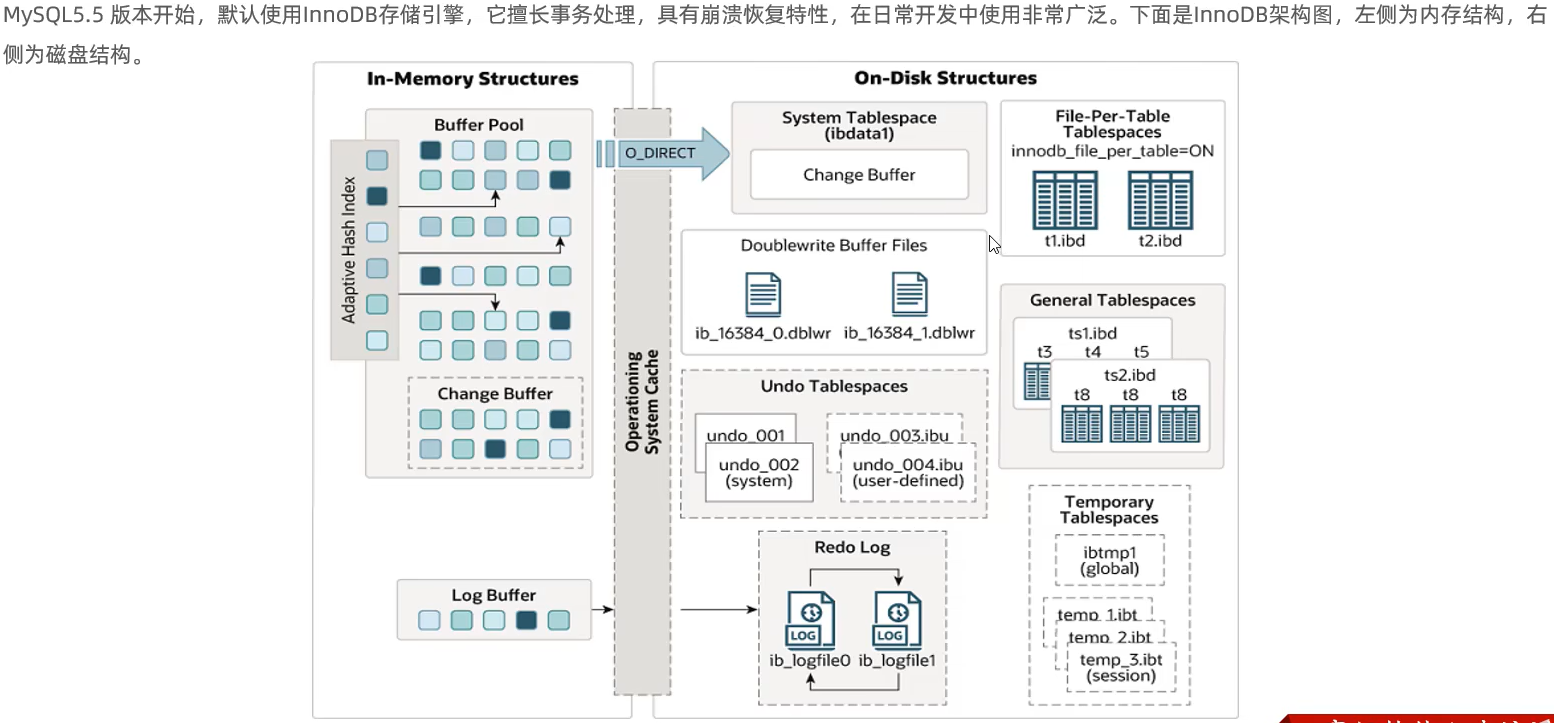 MySQL5.5 版本开始，默认使用InnoDB存储引擎，它擅长事务处理，具有崩溃恢复特性，在日常开发中使用非常广泛。下面是InnoDB架构图，左侧为内存结构，右
侧为磁盘结构。
In-Memory Structures
Buffer Pool
Adaptive Hash Index
Change Buffer
Log Buffer
Operationing
System Cache
O_DIRECT
On-Disk Structures
System Tablespace
(ibdata1)
Change Buffer
File-Per-Table
Tablespaces
innodb_file_per_table=ON
t1.ibd t2.ibd
Doublewrite Buffer Files
ib_16384_0.dblwr ib_16384_1.dblwr
General Tablespaces
ts1.ibd
t3 t4 t5
ts2.ibd
t8 t8 t8
Undo Tablespaces
undo_001
undo_002
(system)
undo_003.ibu
undo_004.ibu
(user-defined)
Temporary
Tablespaces
ibtmp1
(global)
temp_1.ibt
temp_2.ibt
temp_3.ibt
(session)
Redo Log
LOG LOG
ib_logfile0 ib_logfile1